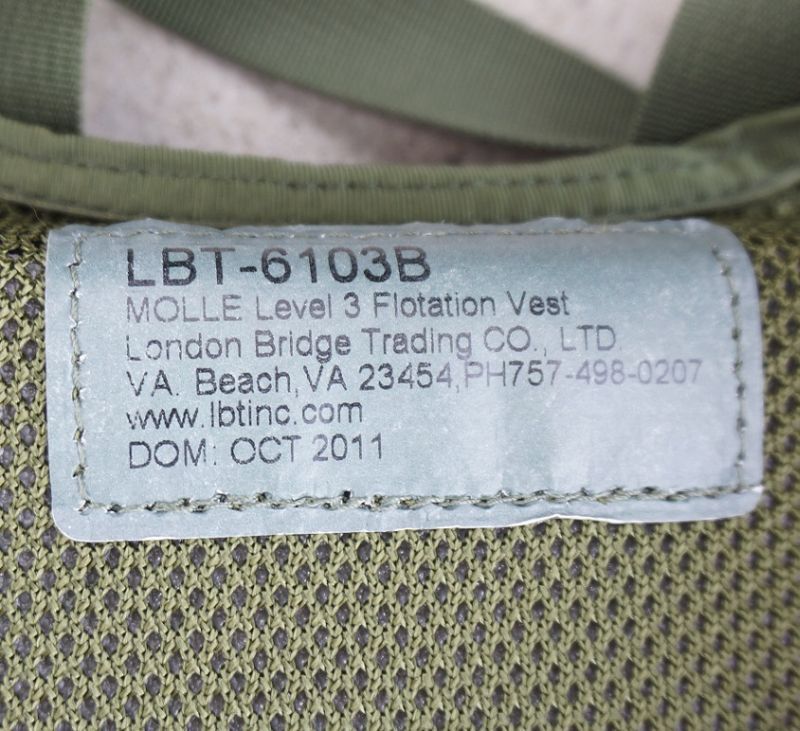 LBT-6103B
MOLLE Level 3 Flotation Vest
London Bridge Trading CO., LTD.
VA. Beach,VA 23454,PH757-498-0207
www.lbtinc.com
DOM: OCT 2011